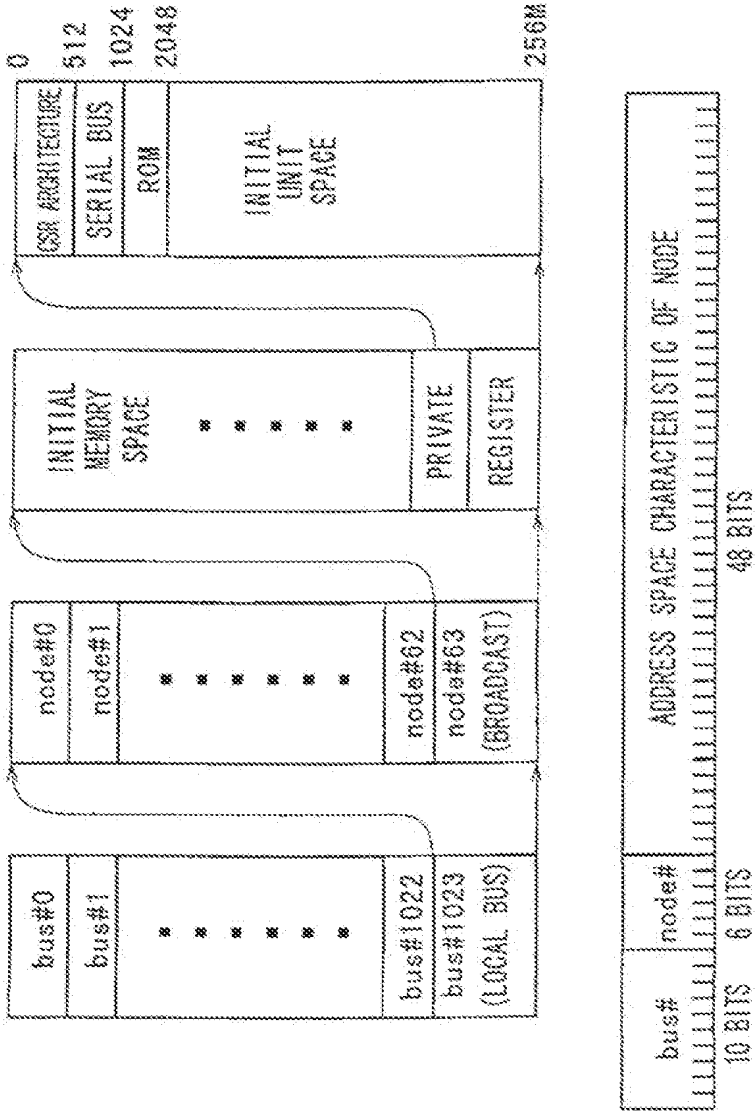 bus#0
bus#1
bus#1022
bus#1023
(LOCAL BUS)
node#0
node#1
node#62
node#63
(BROADCAST)
INITIAL
MEMORY
SPACE
PRIVATE
REGISTER
CSR ARCHITECTURE
SERIAL BUS
ROM
INITIAL
UNIT
SPACE
0
512
1024
2048
256M
bus#
node#
ADDRESS SPACE CHARACTERISTIC OF NODE
10 BITS
6 BITS
48 BITS